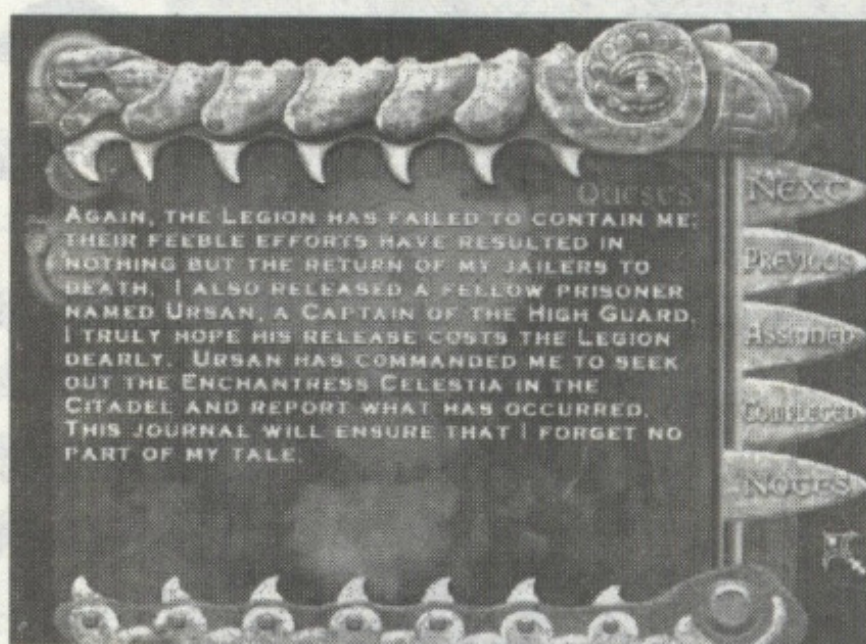 Quests
AGAIN, THE LEGION HAS FAILED TO CONTAIN ME;
THEIR FEEBLE EFFORTS HAVE RESULTED IN
NOTHING BUT THE RETURN OF MY JAILERS TO
DEATH. I ALSO RELEASED A FELLOW PRISONER
NAMED URSAN, A CAPTAIN OF THE HIGH GUARD.
I TRULY HOPE HIS RELEASE COSTS THE LEGION
DEARLY. URSAN HAS COMMANDED ME TO SEEK
OUT THE ENCHANTRESS CELESTIA IN THE
CITADEL AND REPORT WHAT HAS OCCURRED.
THIS JOURNAL WILL ENSURE THAT I FORGET NO
PART OF MY TALE.
NEXT
PREVIOUS
ASSIGNED
COMPLETED
NOTES